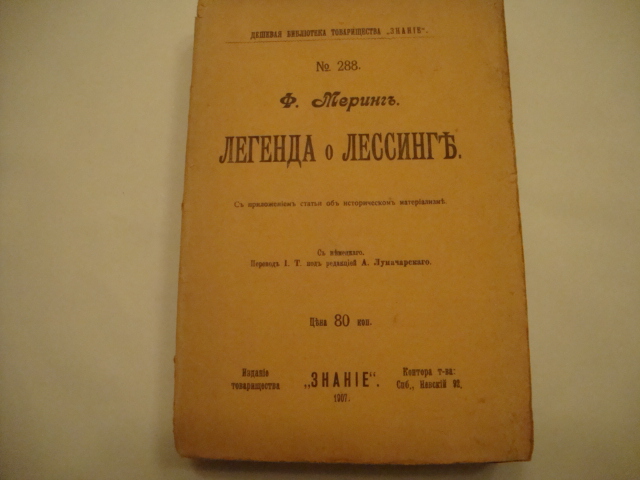 ДЕШЕВАЯ БИБЛІОТЕКА ТОВАРИЩЕСТВА „ЗНАНІЕ“.
№ 288.
Ф. Мерингъ.
ЛЕГЕНДА о ЛЕССИНГѢ.
Съ приложеніемъ статьи объ историческомъ матеріализмѣ.
Съ нѣмецкаго.
Переводъ І. Т. подъ редакціей А. Луначарскаго.
Цѣна 80 коп.
Изданіе
товарищества
„ЗНАНІЕ“.
1907.
Контора т-ва:
Спб., Невскій 92.